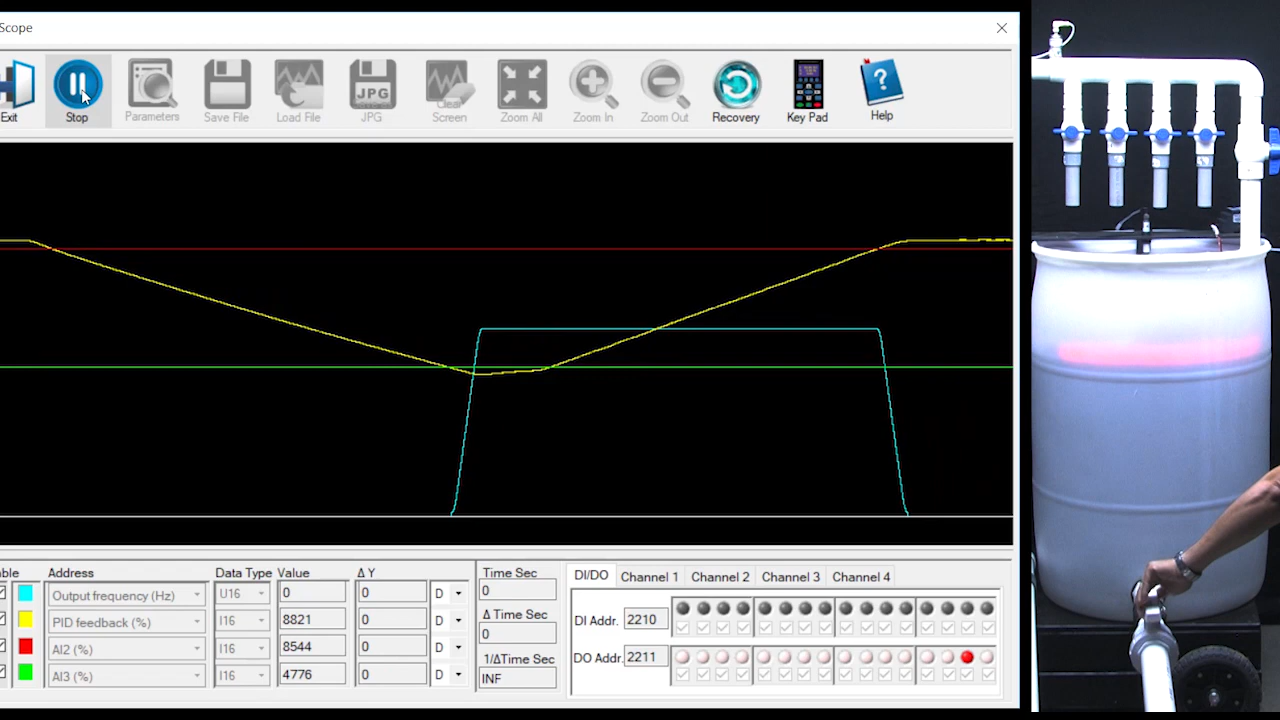 Scope
Exit
Stop
Parameters
Save File
Load File
JPG
JPG
Clear
Screen
Zoom All
Zoom In
Zoom Out
Recovery
Key Pad
?
Help
ble Address Data Type Value Δ Y
Output frequency (Hz) U16 0 0 D
PID feedback (%) I16 8821 0 D
AI2 (%) I16 8544 0 D
AI3 (%) I16 4776 0 D
Time Sec
0
Δ Time Sec
0
1/ΔTime Sec
INF
DI/DO Channel 1 Channel 2 Channel 3 Channel 4
DI Addr. 2210
DO Addr. 2211